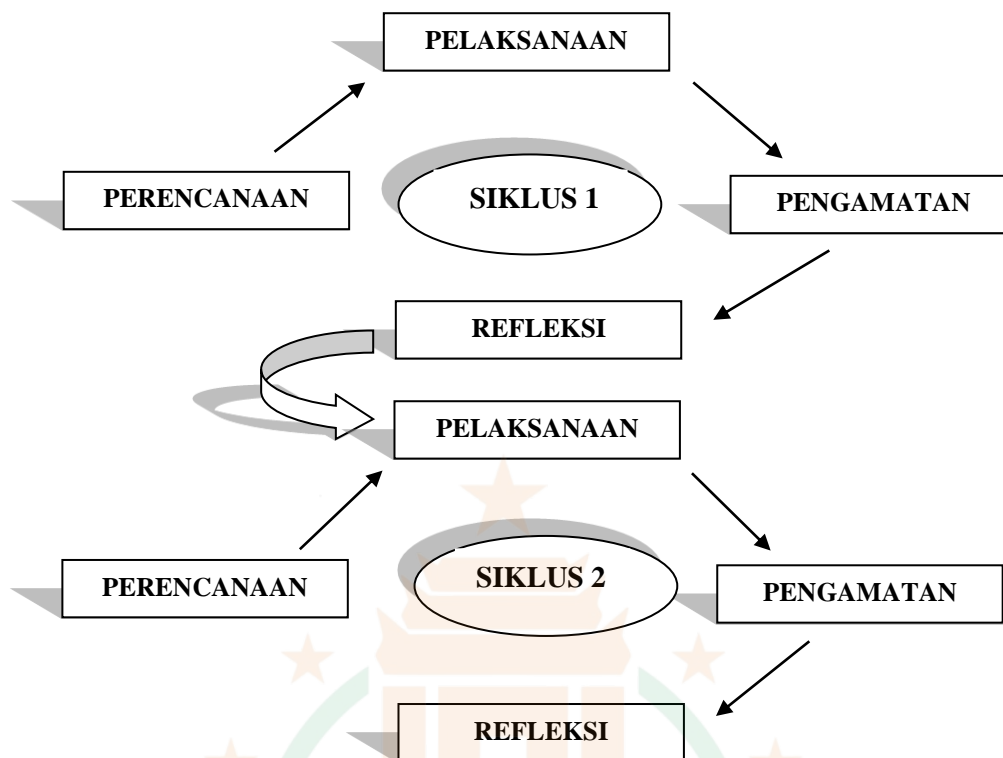 PELAKSANAAN
PERENCANAAN
SIKLUS 1
PENGAMATAN
REFLEKSI
PELAKSANAAN
PERENCANAAN
SIKLUS 2
PENGAMATAN
REFLEKSI